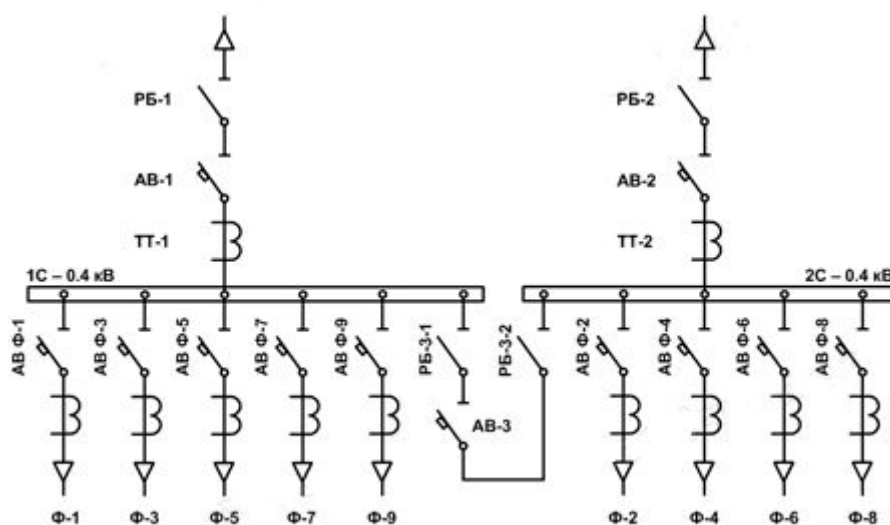 РБ-1
РБ-2
АВ-1
АВ-2
ТТ-1
ТТ-2
1С – 0.4 кВ
2С – 0.4 кВ
АВ Ф-1
АВ Ф-3
АВ Ф-5
АВ Ф-7
АВ Ф-9
РБ-3-1
РБ-3-2
АВ Ф-2
АВ Ф-4
АВ Ф-6
АВ Ф-8
АВ-3
Ф-1
Ф-3
Ф-5
Ф-7
Ф-9
Ф-2
Ф-4
Ф-6
Ф-8